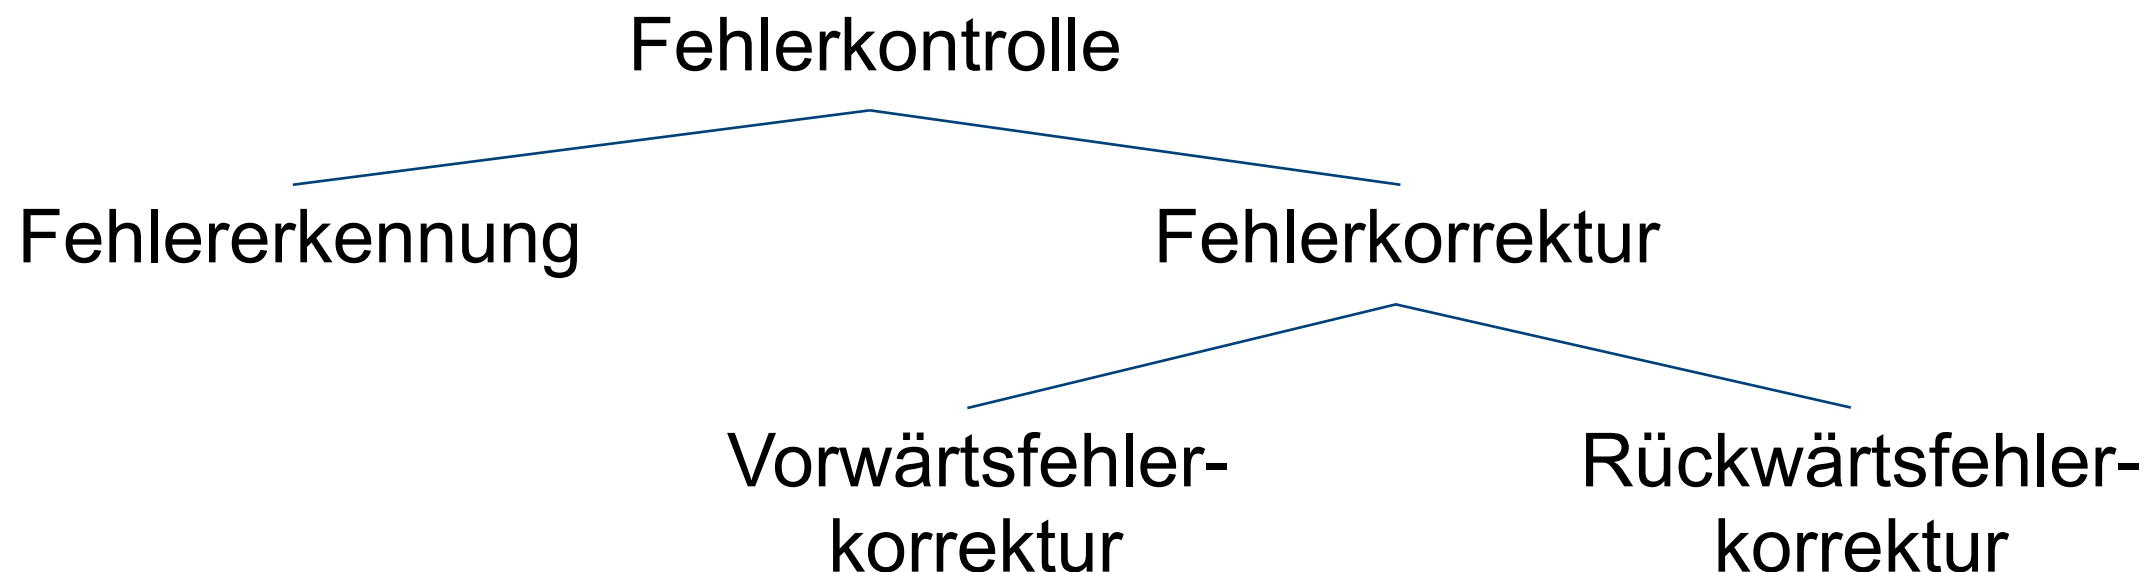 Fehlerkontrolle
Fehlererkennung
Fehlerkorrektur
Vorwärtsfehler-
korrektur
Rückwärtsfehler-
korrektur